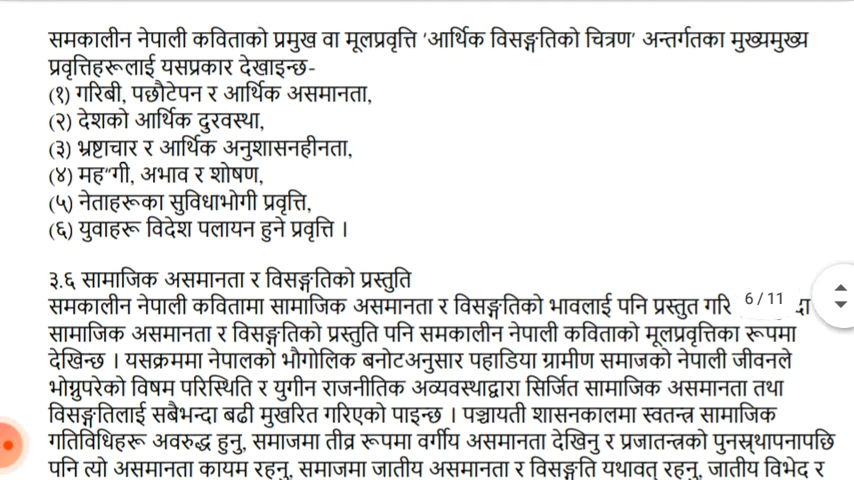 समकालीन नेपाली कविताको प्रमुख वा मूलप्रवृत्ति ‘आर्थिक विसङ्गतिको चित्रण’ अन्तर्गतका मुख्यमुख्य
प्रवृत्तिहरूलाई यसप्रकार देखाइन्छ-
(१) गरिबी, पछौटेपन र आर्थिक असमानता,
(२) देशको आर्थिक दुरवस्था,
(३) भ्रष्टाचार र आर्थिक अनुशासनहीनता,
(४) मह"गी, अभाव र शोषण,
(५) नेताहरूका सुविधाभोगी प्रवृत्ति,
(६) युवाहरू विदेश पलायन हुने प्रवृत्ति ।
३.६ सामाजिक असमानता र विसङ्गतिको प्रस्तुति
समकालीन नेपाली कवितामा सामाजिक असमानता र विसङ्गतिको भावलाई पनि प्रस्तुत गरि
6 / 11
सामाजिक असमानता र विसङ्गतिको प्रस्तुति पनि समकालीन नेपाली कविताको मूलप्रवृत्तिका रूपमा
देखिन्छ । यसक्रममा नेपालको भौगोलिक बनोटअनुसार पहाडिया ग्रामीण समाजको नेपाली जीवनले
भोग्नुपरेको विषम परिस्थिति र युगीन राजनीतिक अव्यवस्थाद्वारा सिर्जित सामाजिक असमानता तथा
विसङ्गतिलाई सबैभन्दा बढी मुखरित गरिएको पाइन्छ । पञ्चायती शासनकालमा स्वतन्त्र सामाजिक
गतिविधिहरू अवरुद्ध हुनु, समाजमा तीव्र रूपमा वर्गीय असमानता देखिनु र प्रजातन्त्रको पुनस्र्थापनापछि
पनि त्यो असमानता कायम रहनु, समाजमा जातीय असमानता र विसङ्गति यथावत् रहनु, जातीय विभेद र